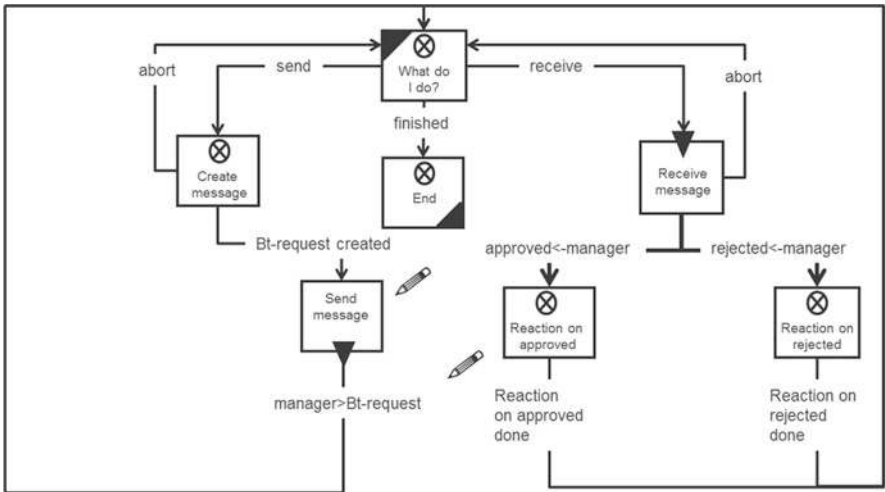 What do
I do?
abort
send
receive
abort
finished
Create
message
End
Receive
message
Bt-request created
approved<-manager
rejected<-manager
Send
message
Reaction on
approved
Reaction on
rejected
manager>Bt-request
Reaction
on approved
done
Reaction on
rejected
done